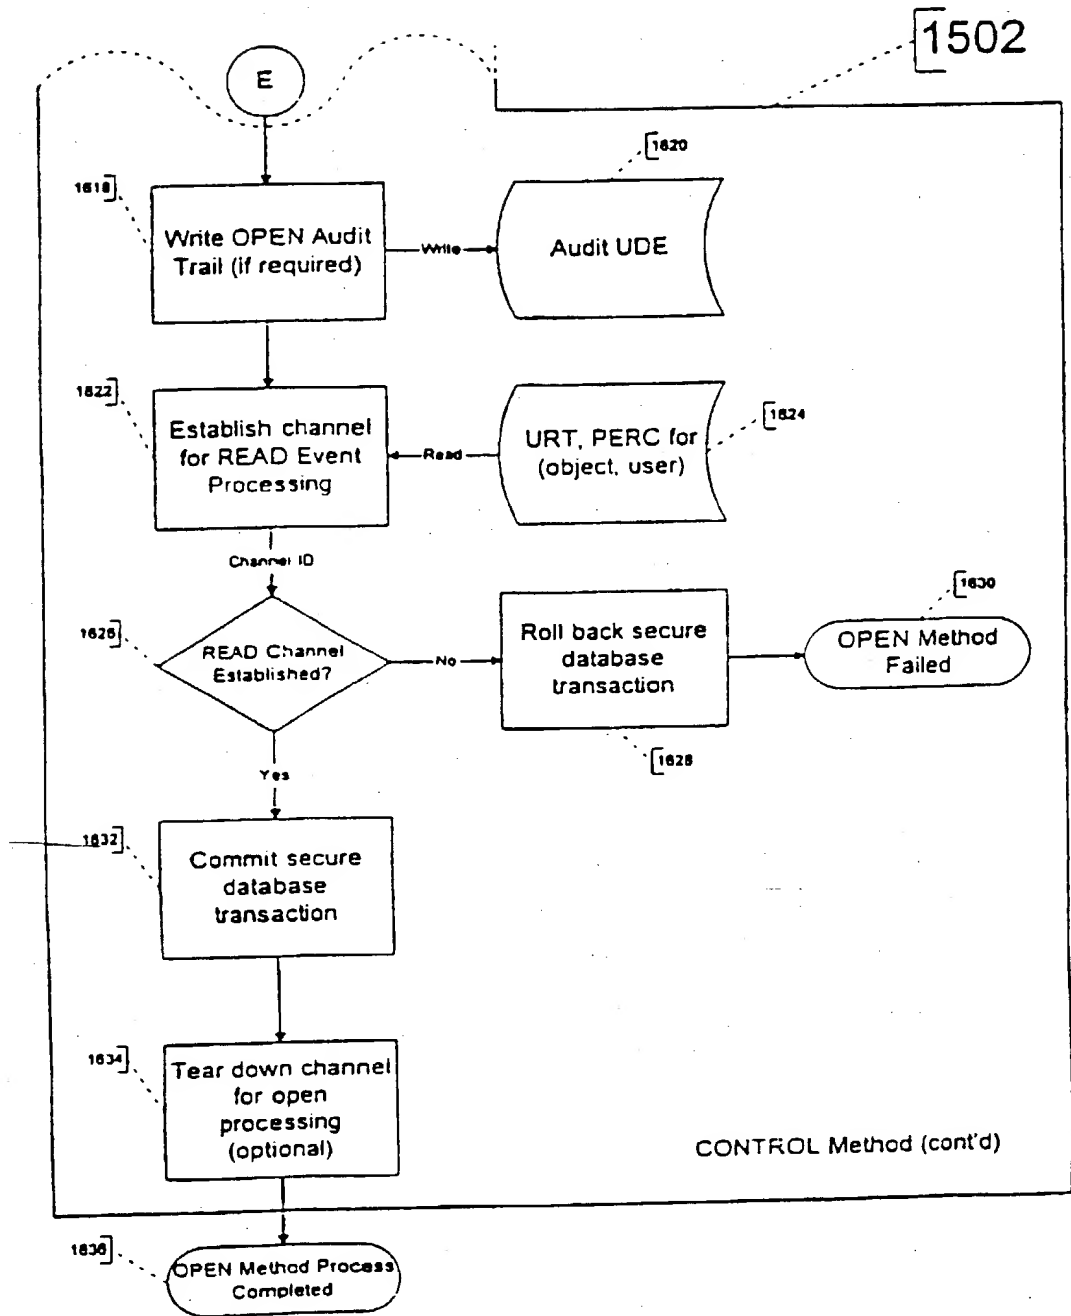 1502
E
1620
1618
Write OPEN Audit
Trail (if required)
Write
Audit UDE
1622
Establish channel
for READ Event
Processing
Read
URT, PERC for
(object, user)
1624
Channel ID
1626
READ Channel
Established?
No
Roll back secure
database
transaction
1630
OPEN Method
Failed
1628
Yes
1632
Commit secure
database
transaction
1634
Tear down channel
for open
processing
(optional)
CONTROL Method (cont'd)
1636
OPEN Method Process
Completed